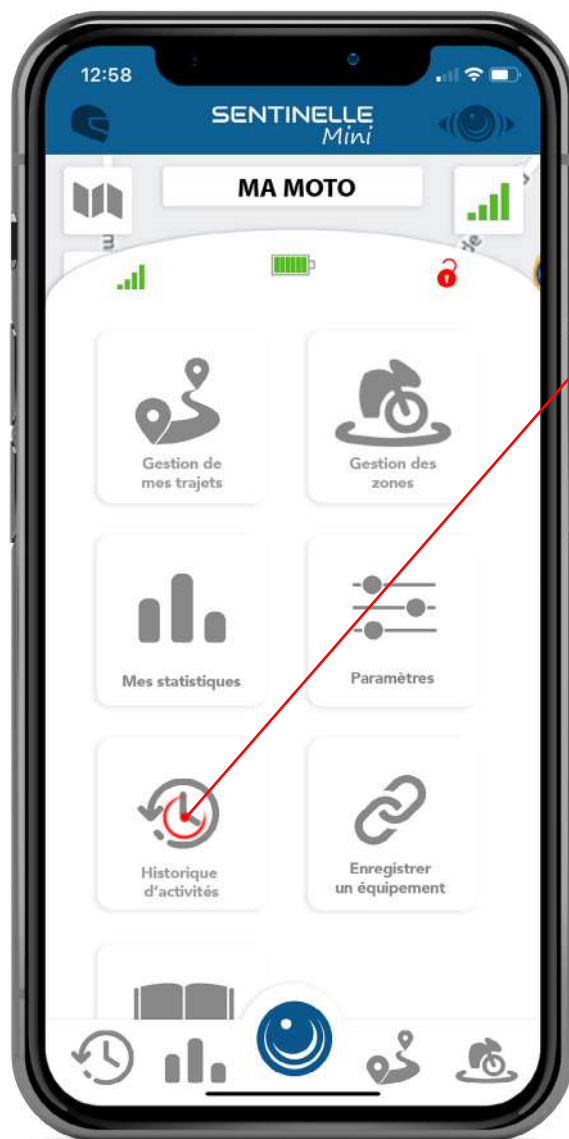 12:58
SENTINELLE
Mini
MA MOTO
Gestion de
mes trajets
Gestion des
zones
Mes statistiques
Paramètres
Historique
d'activités
Enregistrer
un équipement